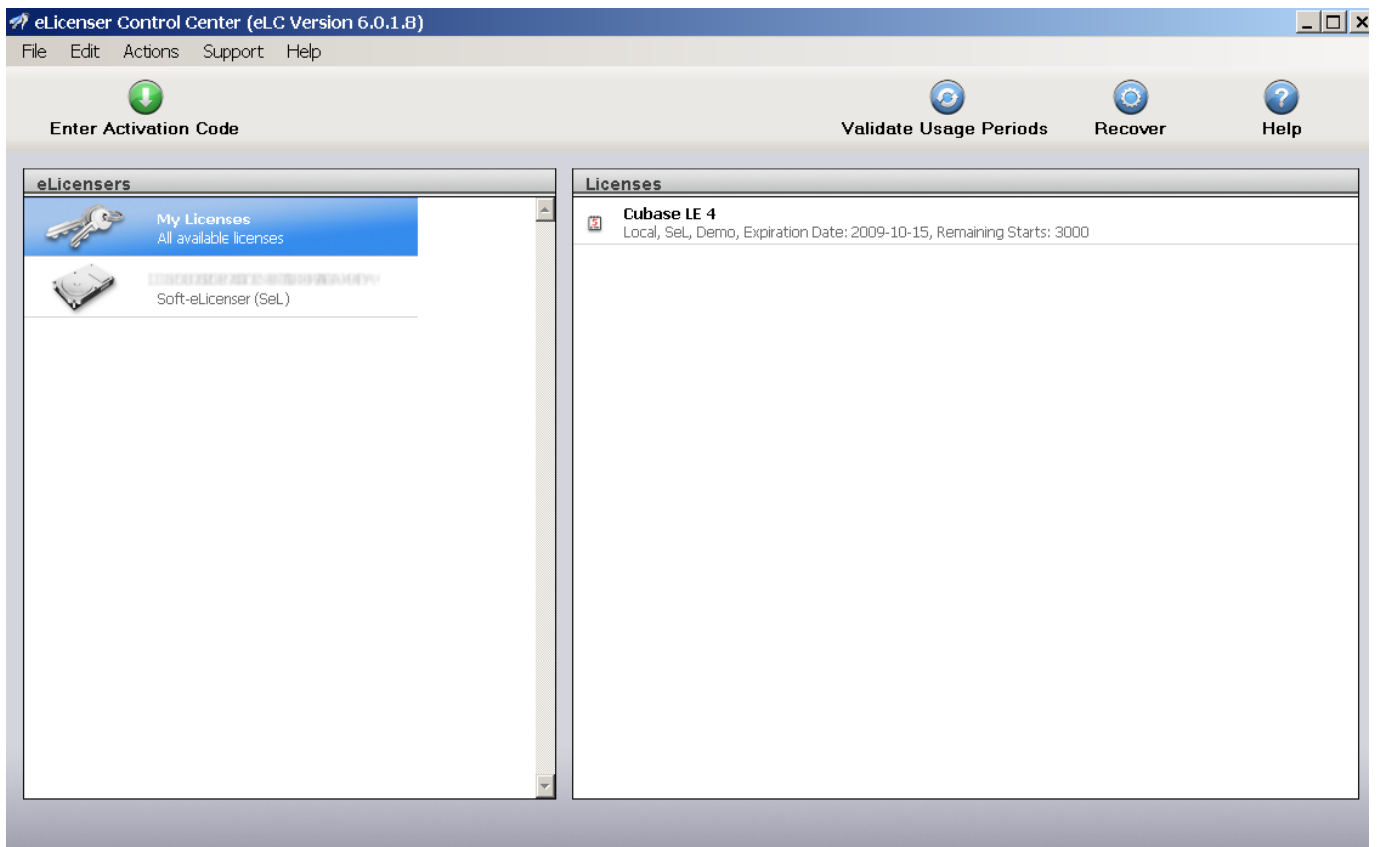 eLicenser Control Center (eLC Version 6.0.1.8)
File Edit Actions Support Help
Enter Activation Code
Validate Usage Periods
Recover
Help
eLicensers
My Licenses
All available licenses
Soft-eLicenser (SeL)
Licenses
Cubase LE 4
Local, SeL, Demo, Expiration Date: 2009-10-15, Remaining Starts: 3000